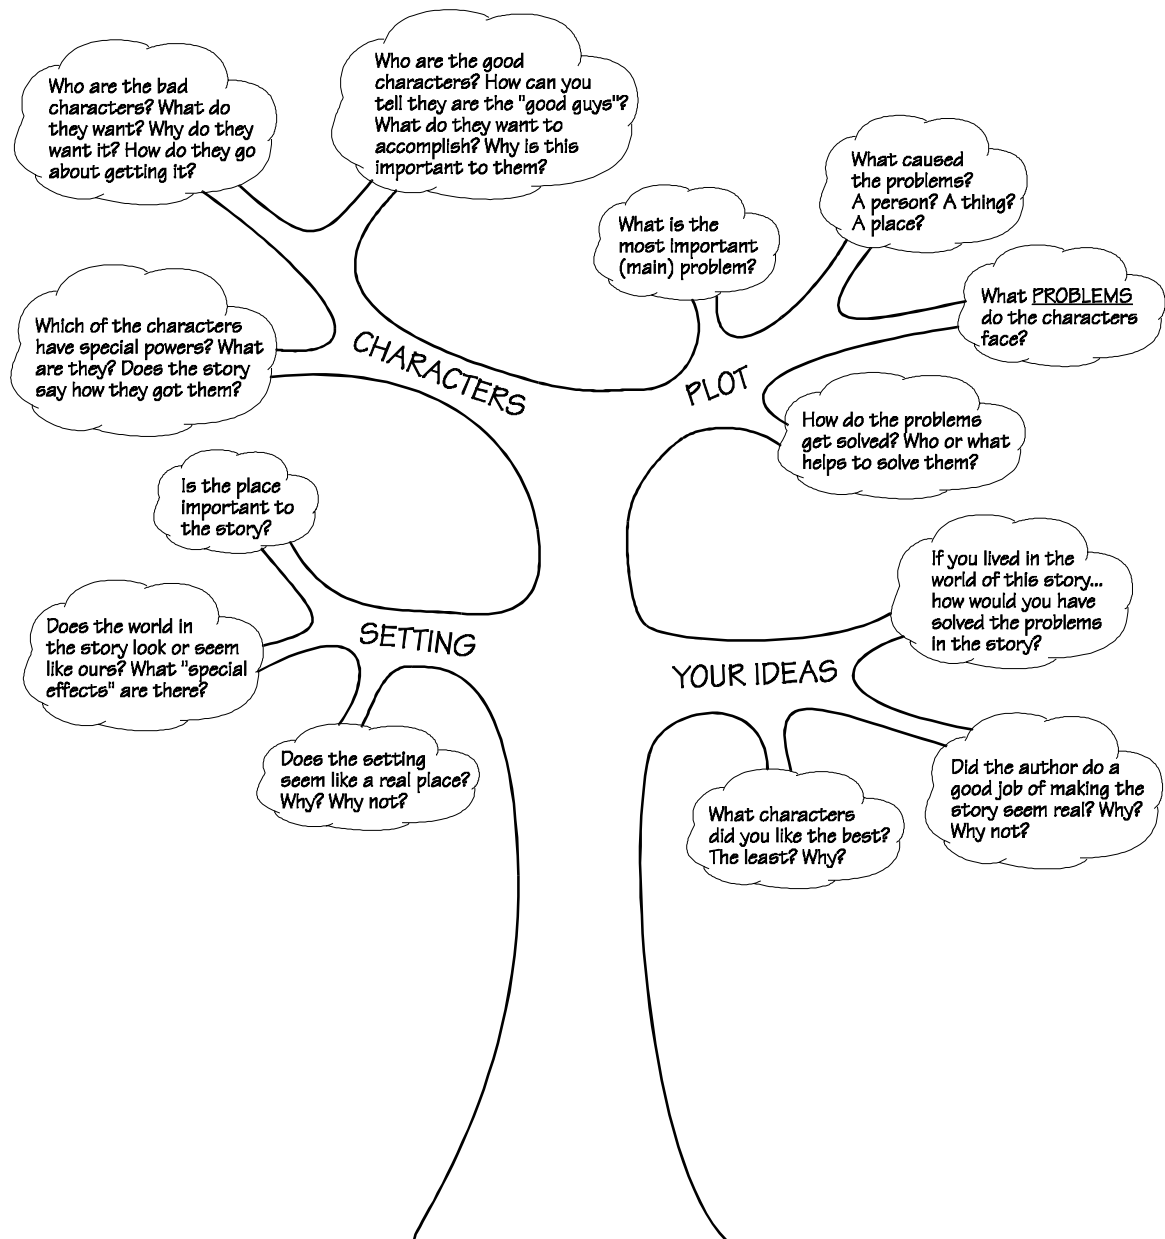 Who are the bad
characters? What do
they want? Why do they
want it? How do they go
about getting it?
Who are the good
characters? How can you
tell they are the "good guys"?
What do they want to
accomplish? Why is this
important to them?
Which of the characters
have special powers? What
are they? Does the story
say how they got them?
CHARACTERS
What is the
most important
(main) problem?
What caused
the problems?
A person? A thing?
A place?
What PROBLEMS
do the characters
face?
How do the problems
get solved? Who or what
helps to solve them?
PLOT
Is the place
important to
the story?
Does the world in
the story look or seem
like ours? What "special
effects" are there?
Does the setting
seem like a real place?
Why? Why not?
SETTING
If you lived in the
world of this story...
how would you have
solved the problems
in the story?
YOUR IDEAS
What characters
did you like the best?
The least? Why?
Did the author do a
good job of making the
story seem real? Why?
Why not?